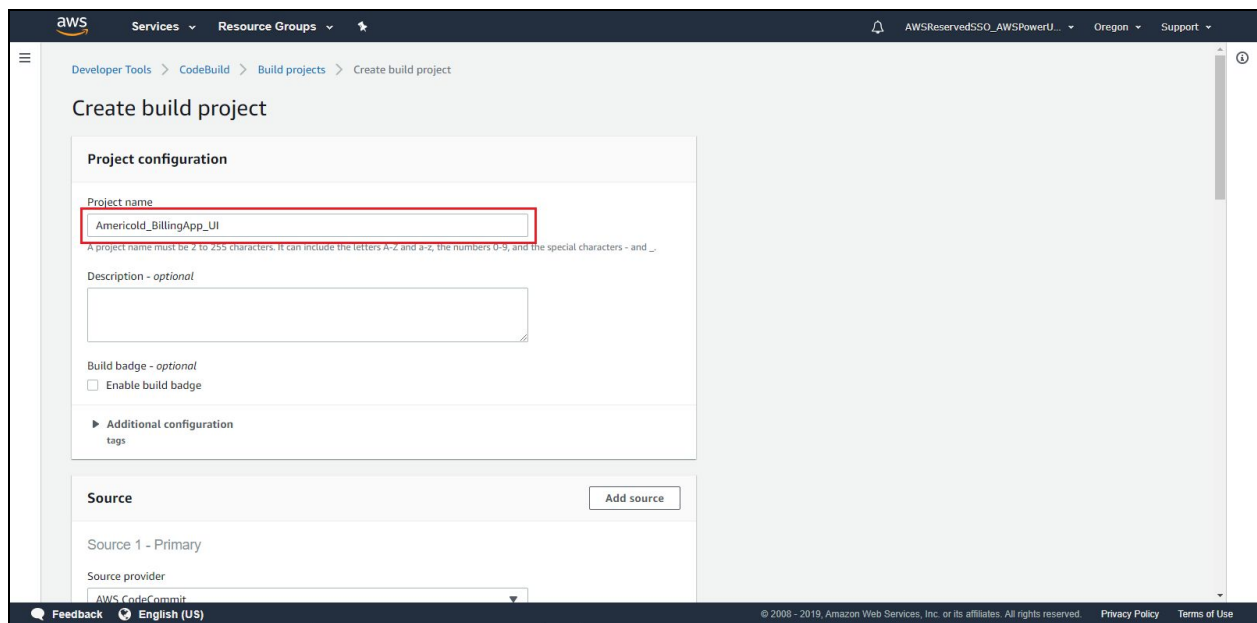 aws Services Resource Groups AWSReservedSSO_AWSPowerU... Oregon Support
Developer Tools > CodeBuild > Build projects > Create build project
Create build project
Project configuration
Project name
Americold_BillingApp_UI
A project name must be 2 to 255 characters. It can include the letters A-Z and a-z, the numbers 0-9, and the special characters - and _.
Description - optional
Build badge - optional
Enable build badge
Additional configuration
tags
Source Add source
Source 1 - Primary
Source provider
AWS CodeCommit
Feedback English (US) © 2008 - 2019, Amazon Web Services, Inc. or its affiliates. All rights reserved. Privacy Policy Terms of Use